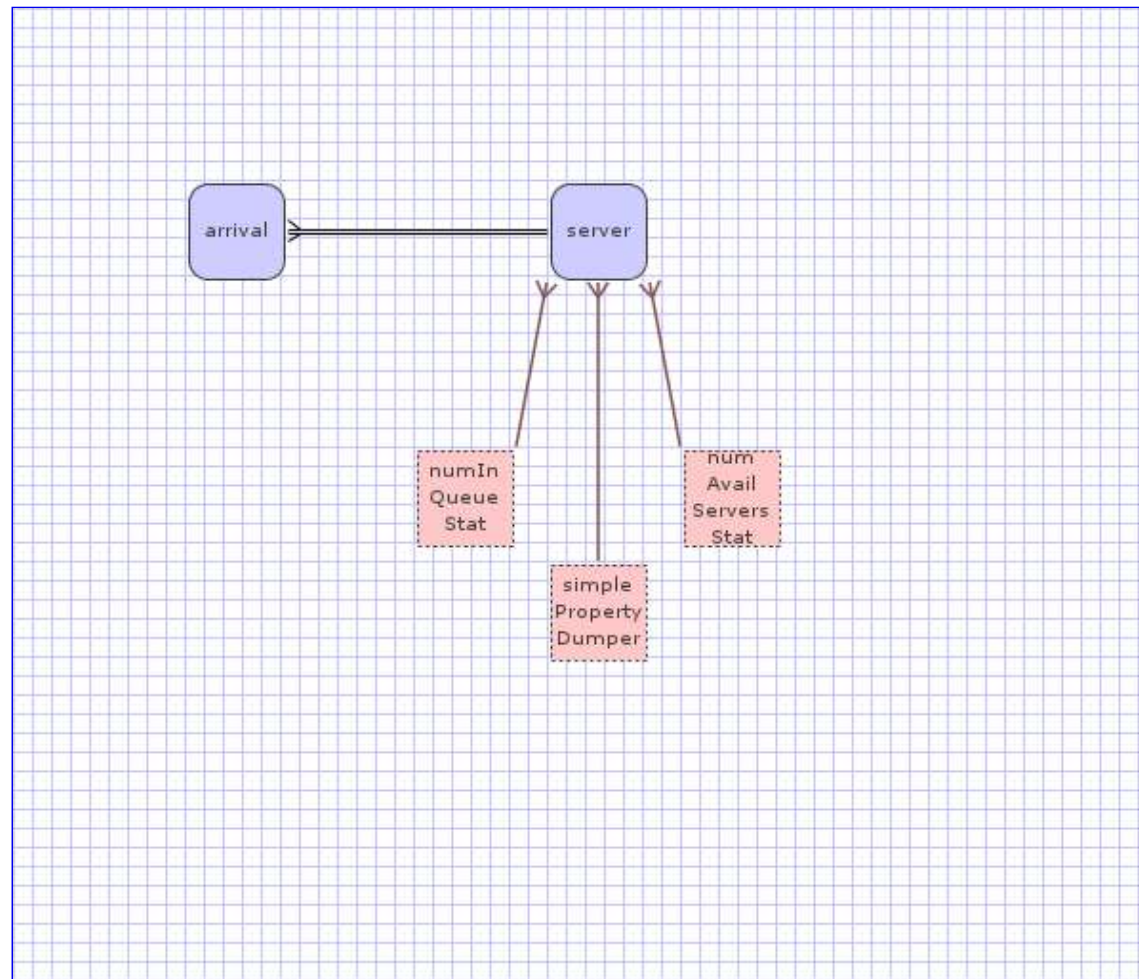 arrival
server
numIn
Queue
Stat
num
Avail
Servers
Stat
simple
Property
Dumper